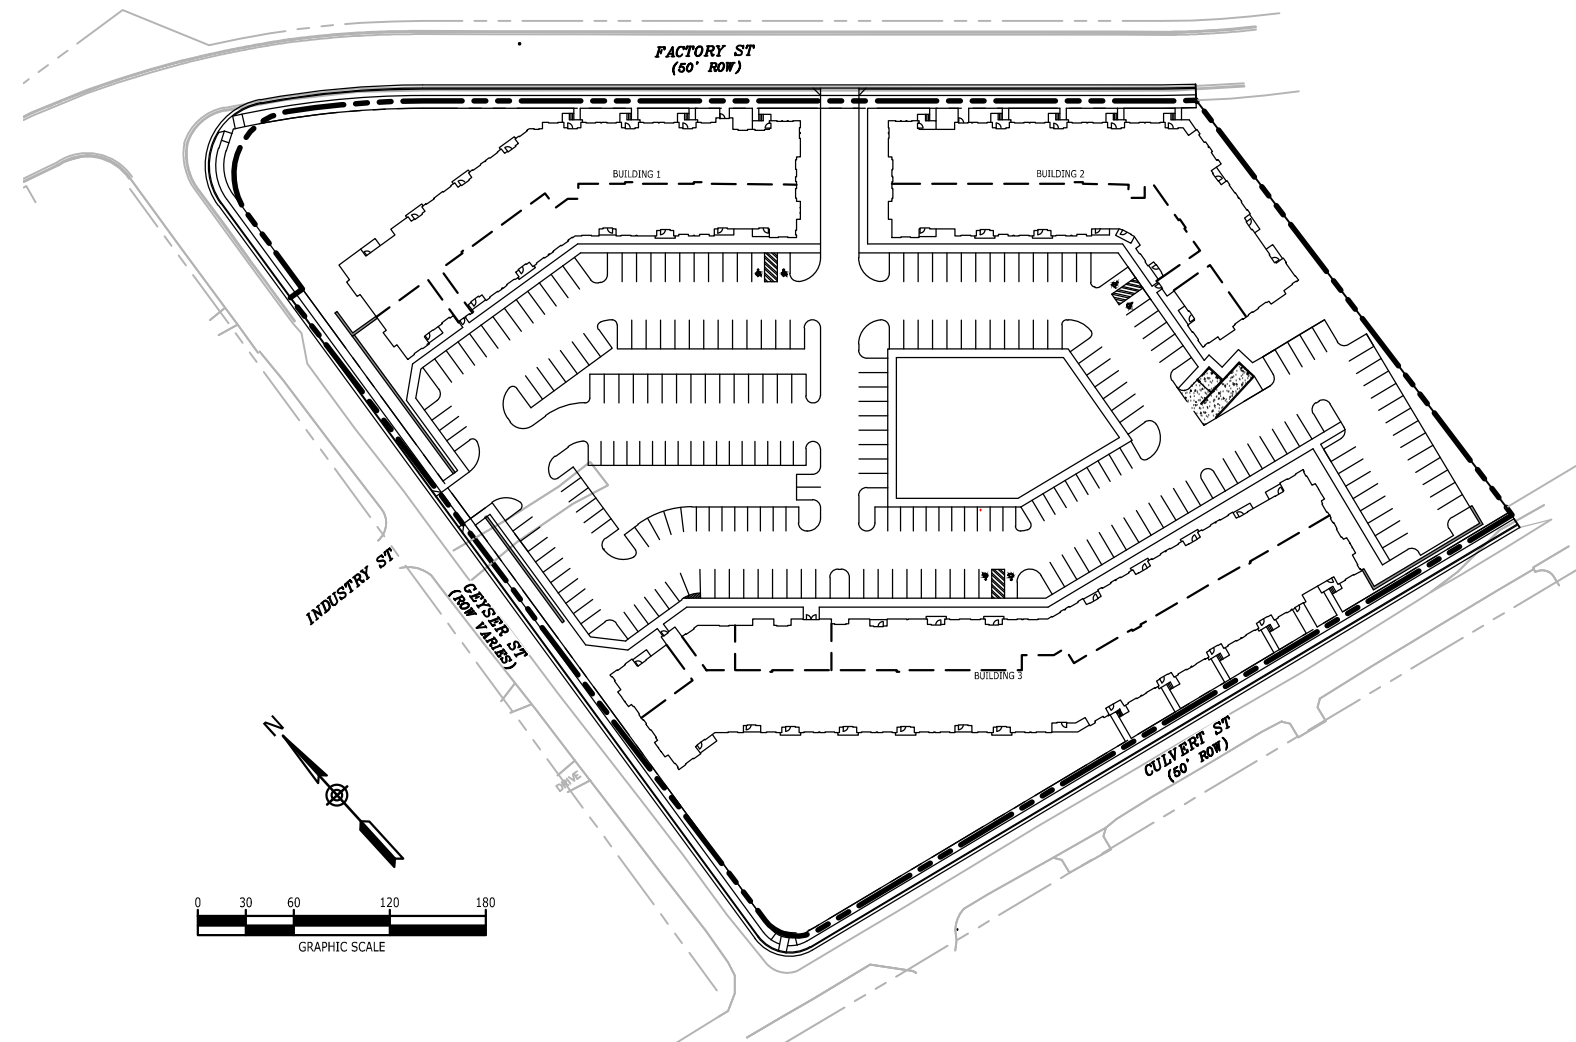 FACTORY ST
(50' ROW)
BUILDING 1
BUILDING 2
INDUSTRY ST
GEYSER ST
(ROW VARIES)
BUILDING 3
CULVERT ST
(50' ROW)
DRIVE
N
0 30 60 120 180
GRAPHIC SCALE